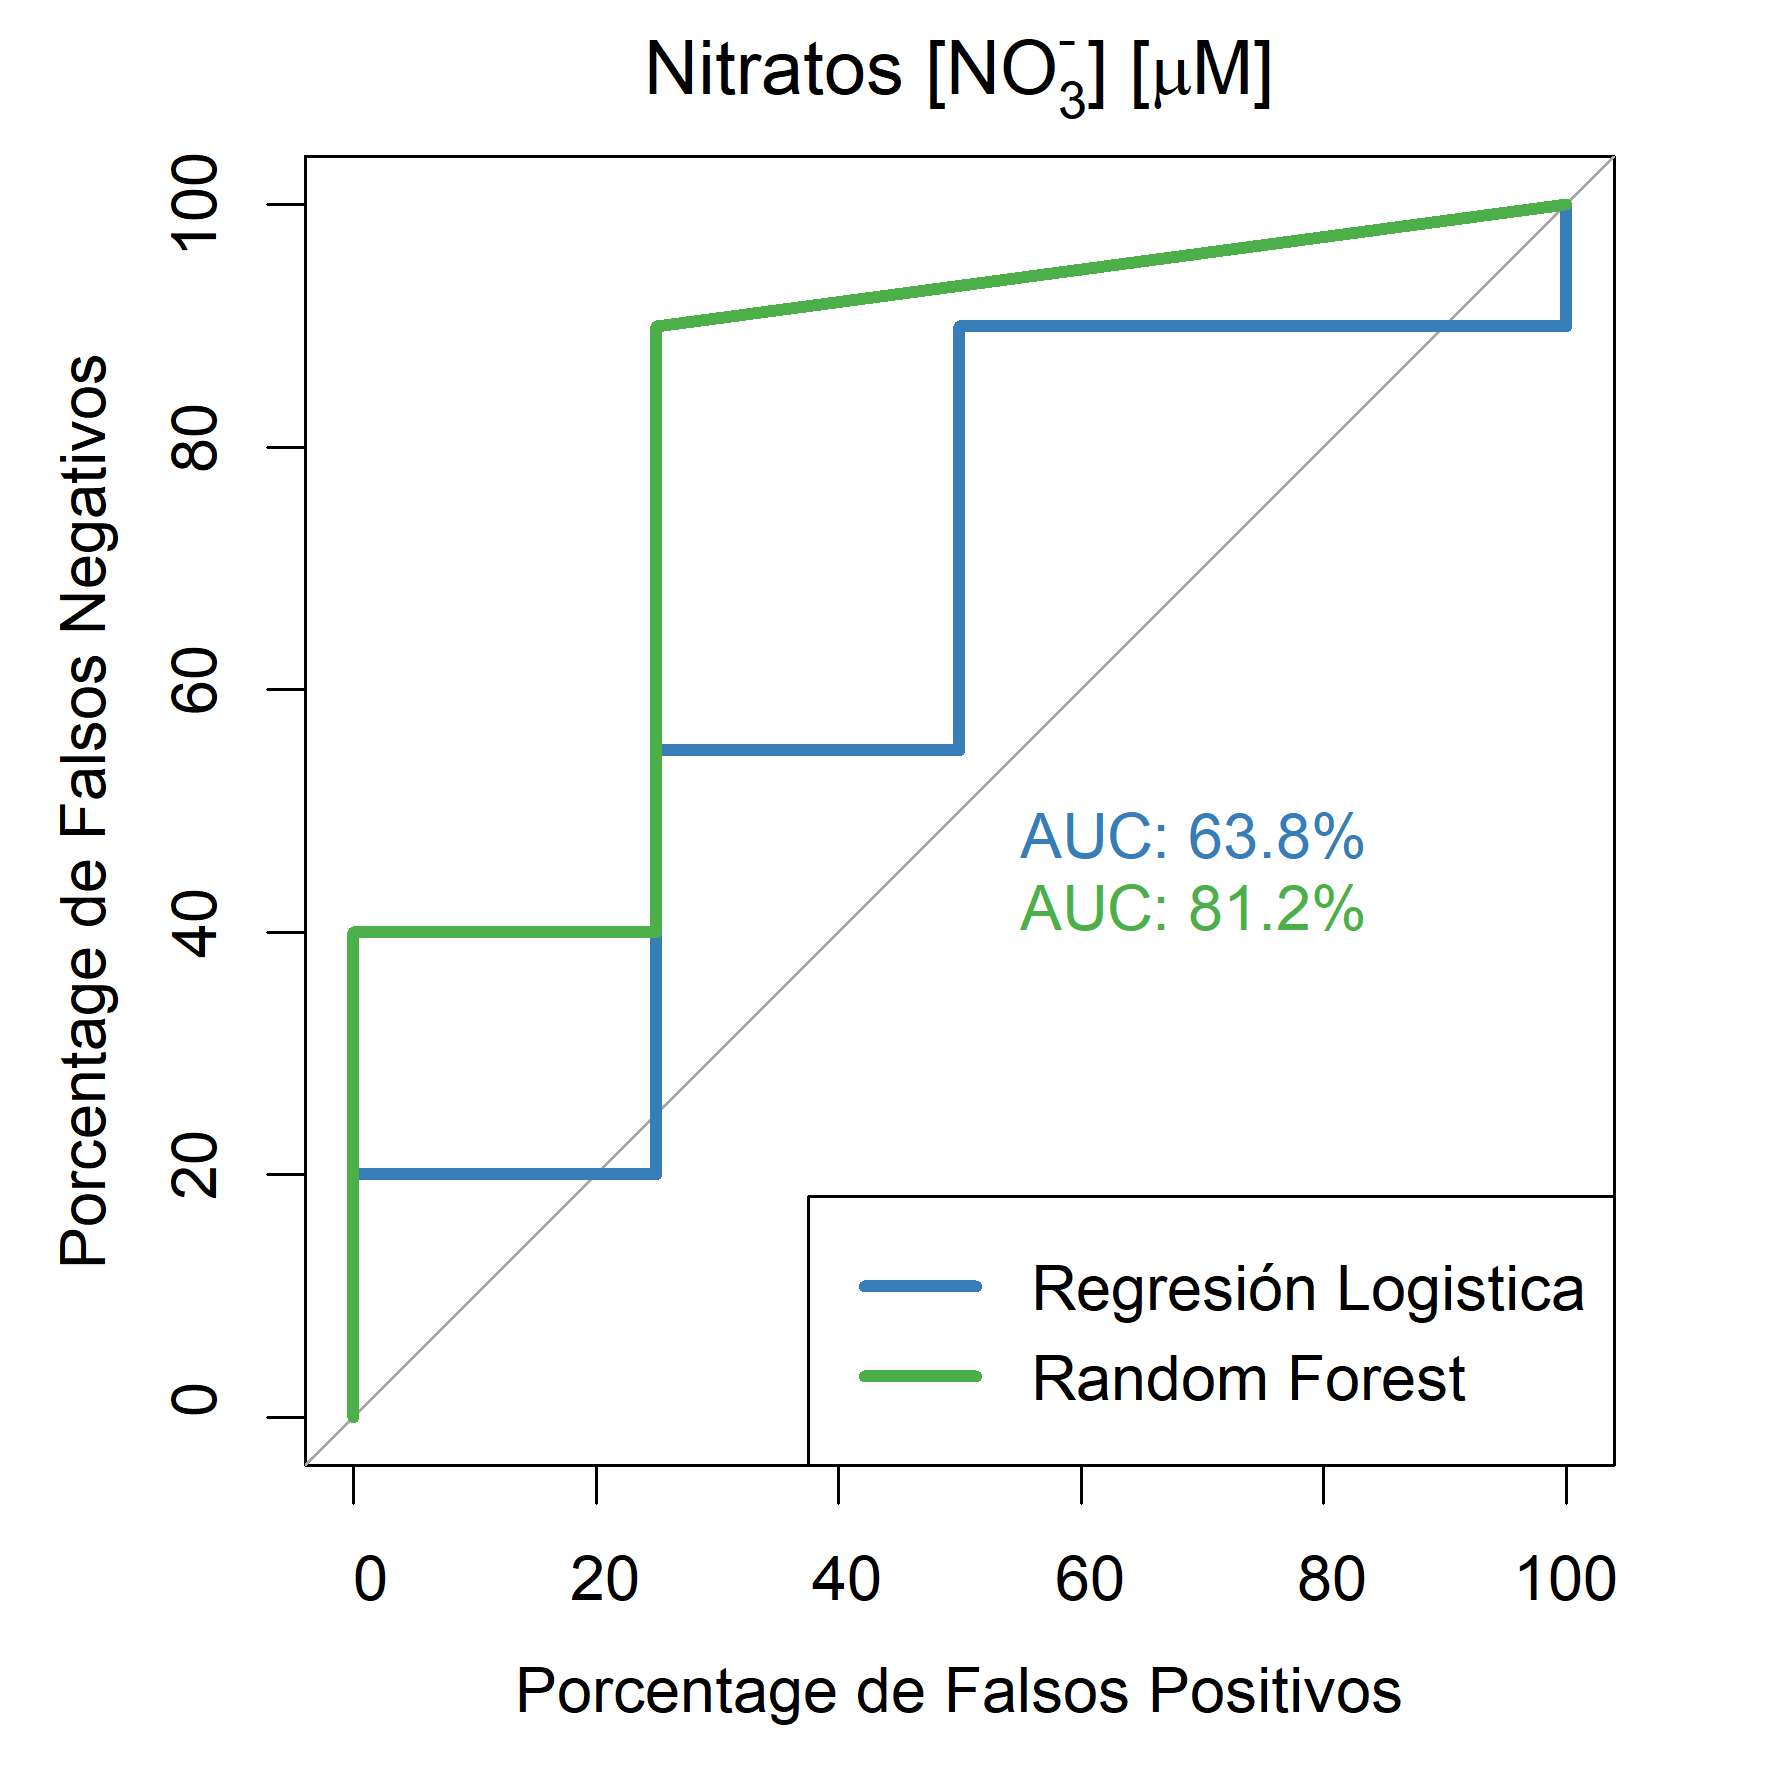 Nitratos [NO₃⁻] [μM]
Porcentage de Falsos Negativos
100
80
60
40
20
0
AUC: 63.8%
AUC: 81.2%
Regresión Logistica
Random Forest
0 20 40 60 80 100
Porcentage de Falsos Positivos